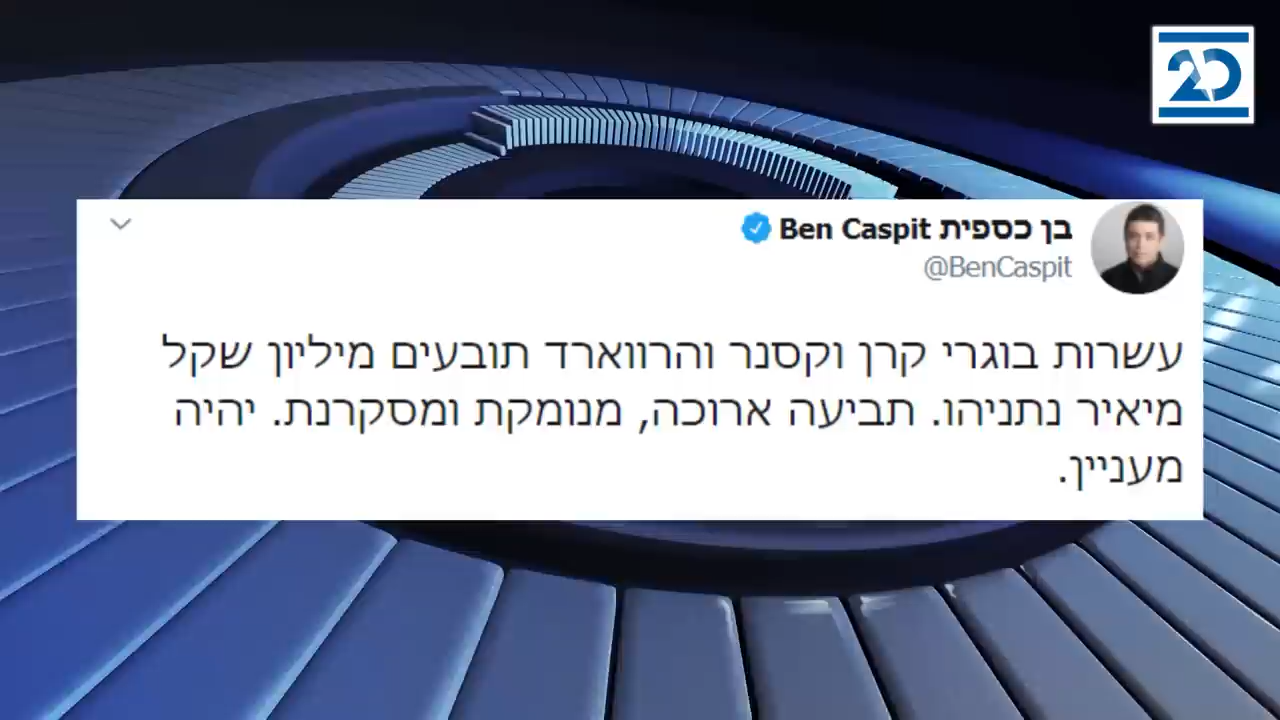 20
בן כספית Ben Caspit
@BenCaspit
עשרות בוגרי קרן וקסנר והרווארד תובעים מיליון שקל
מיאיר נתניהו. תביעה ארוכה, מנומקת ומסקרנת. יהיה
מעניין.